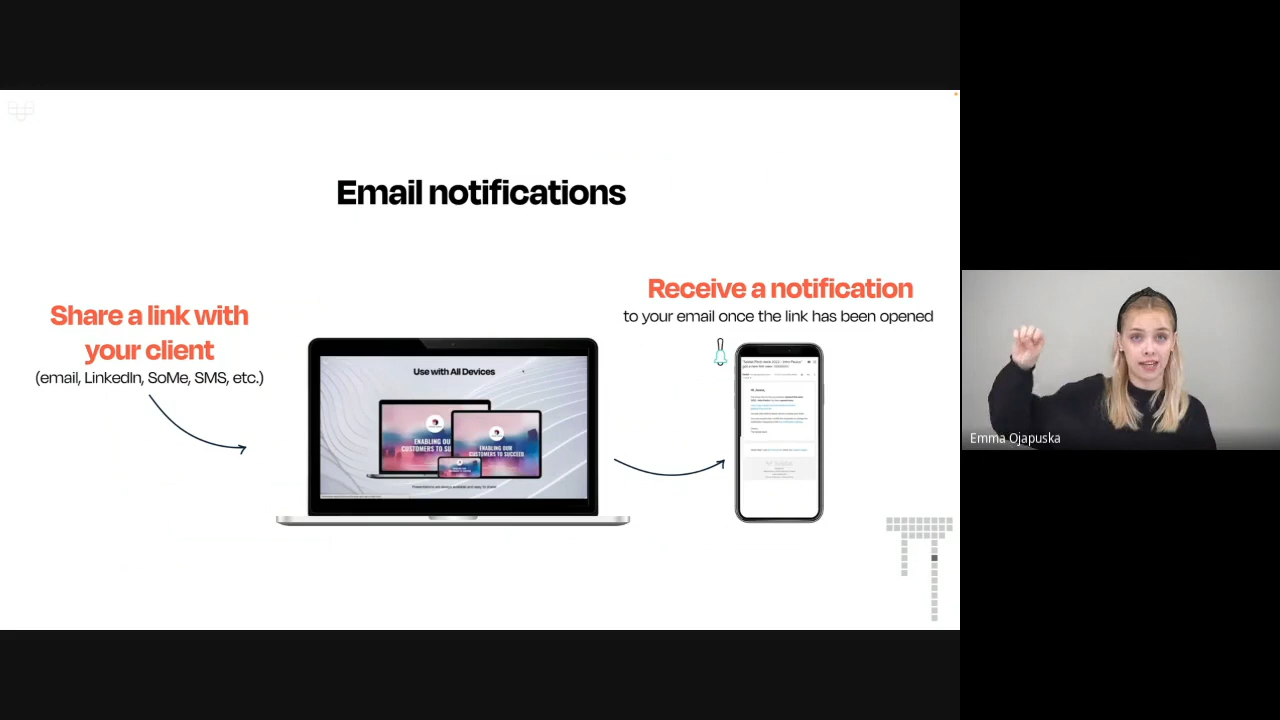 Email notifications
Share a link with
your client
(email, LinkedIn, SoMe, SMS, etc.)
Receive a notification
to your email once the link has been opened
Use with All Devices
ENABLING OUR
CUSTOMERS TO SUCCEED
Emma Ojapuska